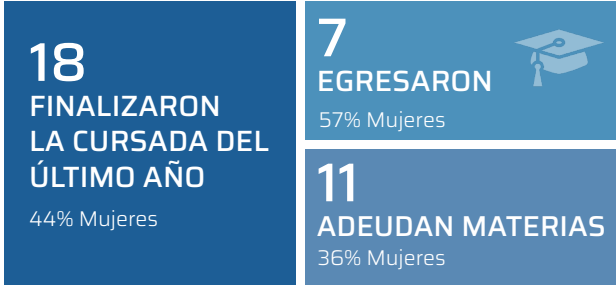 18
FINALIZARON
LA CURSADA DEL
ÚLTIMO AÑO
44% Mujeres
7
EGRESARON
57% Mujeres
11
ADEUDAN MATERIAS
36% Mujeres